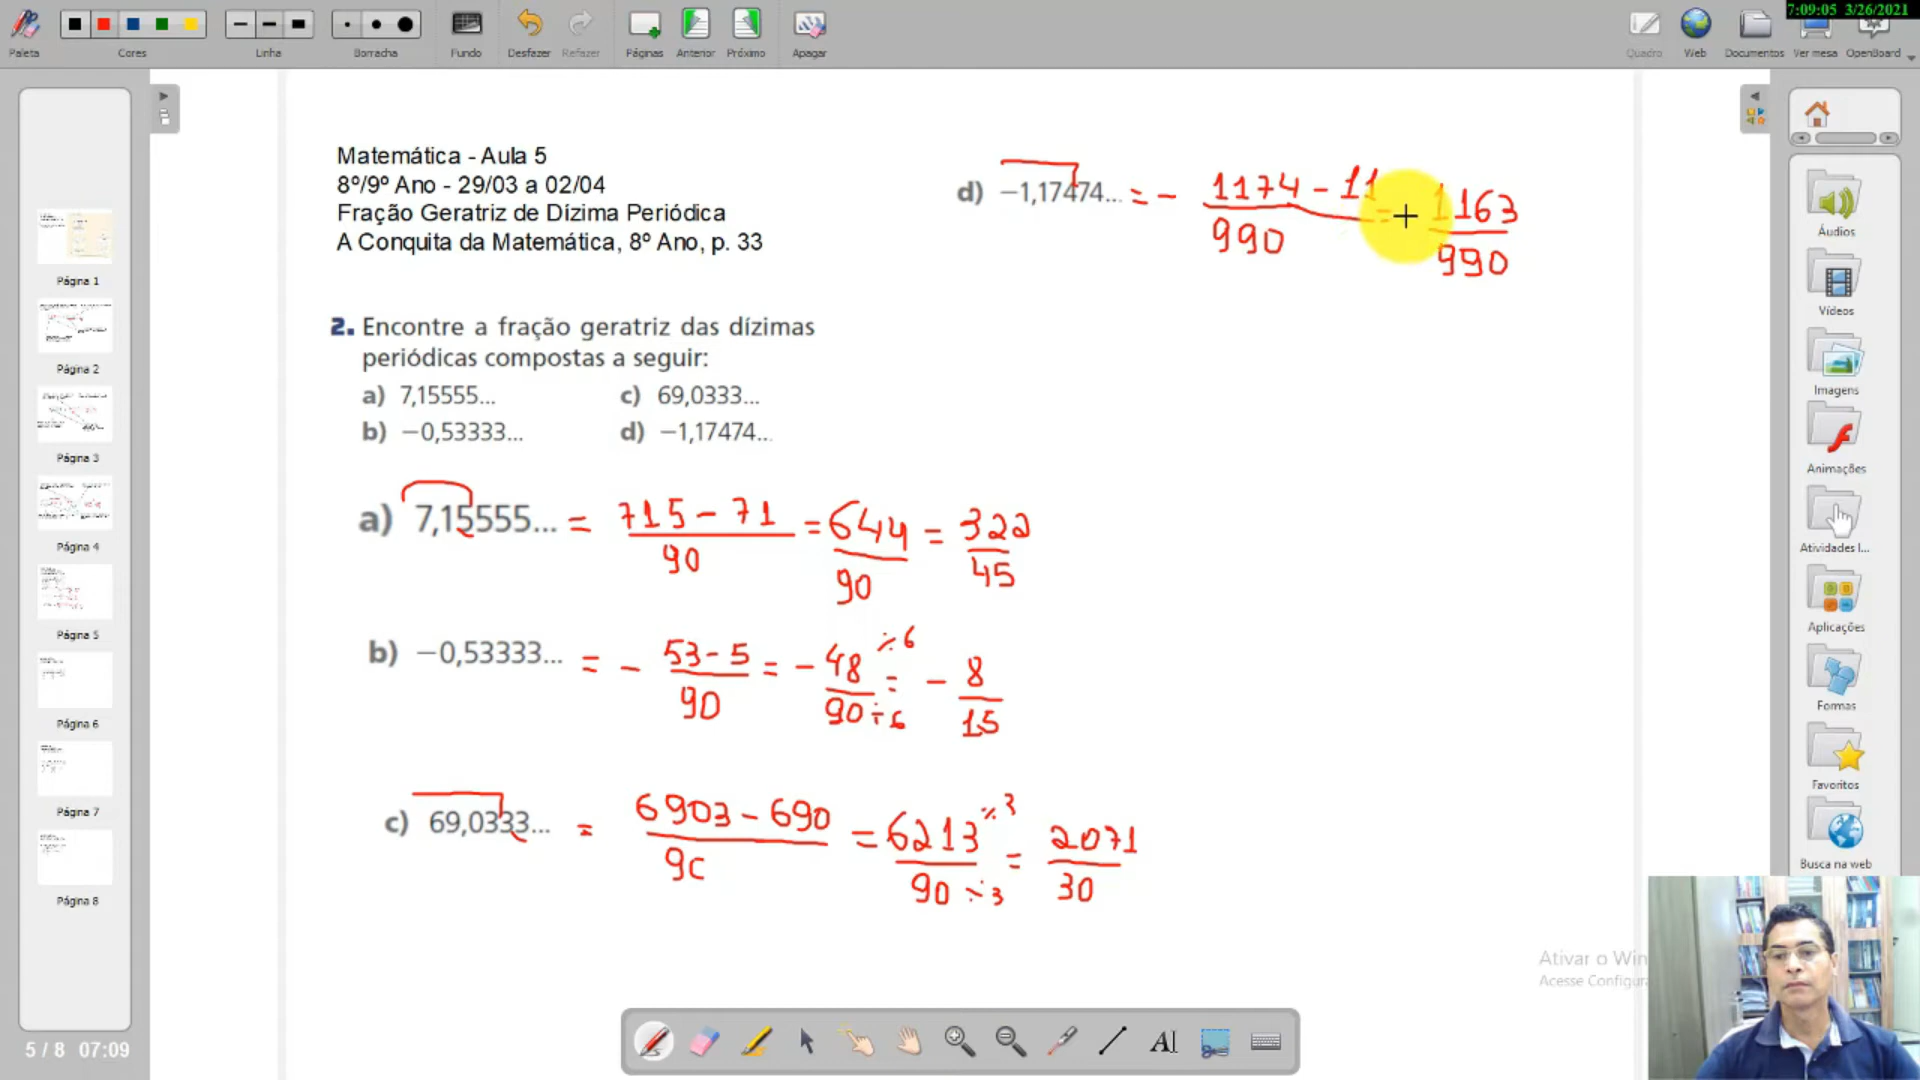 7:09:05 3/26/2021
Paleta
Cores
Linha
Borracha
Fundo
Desfazer
Refazer
Páginas
Anterior
Próximo
Apagar
Quadro
Web
Documentos
Ver mesa
OpenBoard
Matemática - Aula 5
8º/9º Ano - 29/03 a 02/04
Fração Geratriz de Dízima Periódica
A Conquita da Matemática, 8º Ano, p. 33
d) −1,17474... = - 1174 - 11 / 990 = 1163 / 990
2. Encontre a fração geratriz das dízimas
periódicas compostas a seguir:
a) 7,15555... c) 69,0333...
b) −0,53333... d) −1,17474...
a) 7,15555... = 715 - 71 / 90 = 644 / 90 = 322 / 45
b) −0,53333... = - 53 - 5 / 90 = - 48 ÷6 / 90 ÷6 = - 8 / 15
c) 69,0333... = 6903 - 690 / 90 = 6213 ÷3 / 90 ÷3 = 2071 / 30
Página 1
Página 2
Página 3
Página 4
Página 5
Página 6
Página 7
Página 8
5 / 8 07:09
Áudios
Vídeos
Imagens
Animações
Atividades I...
Aplicações
Formas
Favoritos
Busca na web
Ativar o Win
Acesse Configura
AI